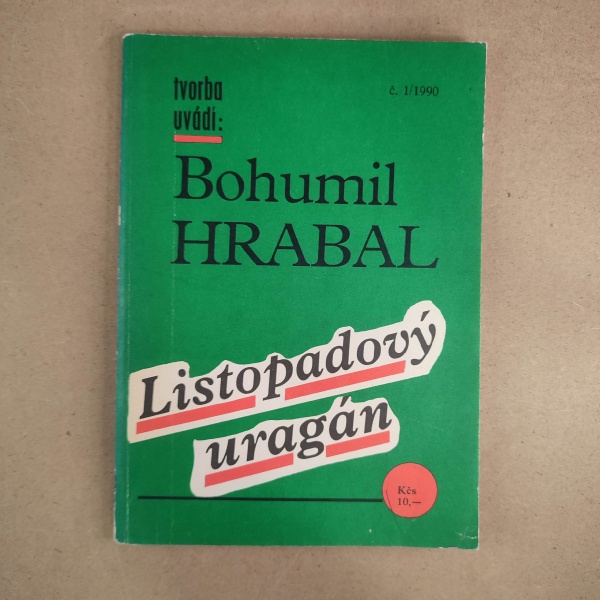 tvorba
uvádí:
č. 1/1990
Bohumil
HRABAL
Listopadový
uragán
Kčs
10,—